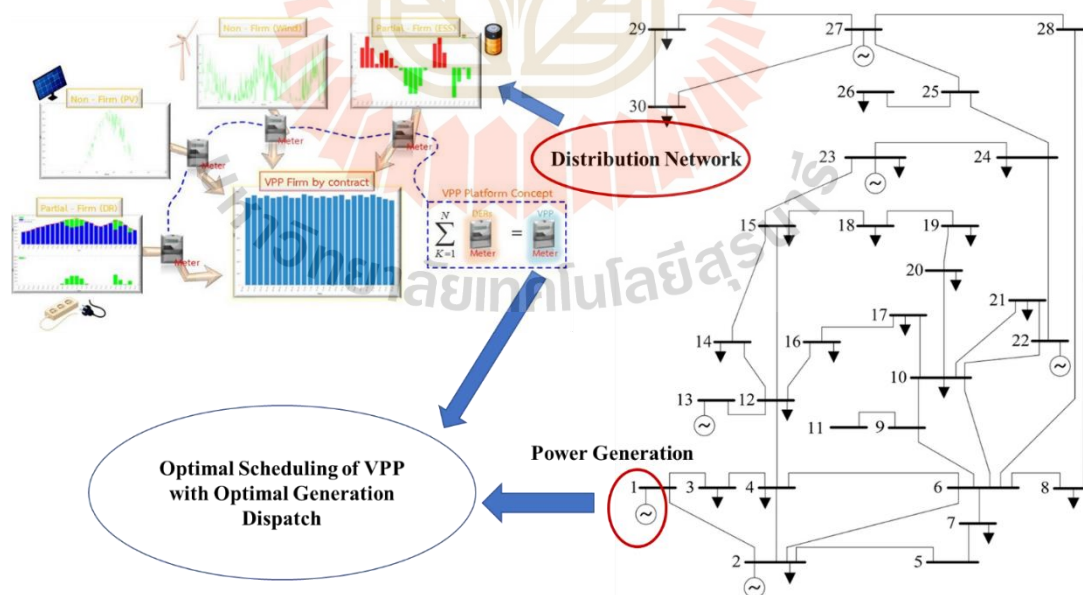 Non - Firm (Wind)
Partial - Firm (ESS)
Non - Firm (PV)
Meter
Meter
Meter
Distribution Network
VPP Firm by contract
VPP Platform Concept
Partial - Firm (DR)
Meter
N
∑
K=1
DERs
Meter
=
VPP
Meter
มหาวิทยาลัยเทคโนโลยีสุรนารี
Optimal Scheduling of VPP
with Optimal Generation
Dispatch
Power Generation
29
27
28
30
26
25
23
24
15
18
19
20
21
17
22
14
16
10
13
12
11
9
1
3
4
6
8
7
2
5